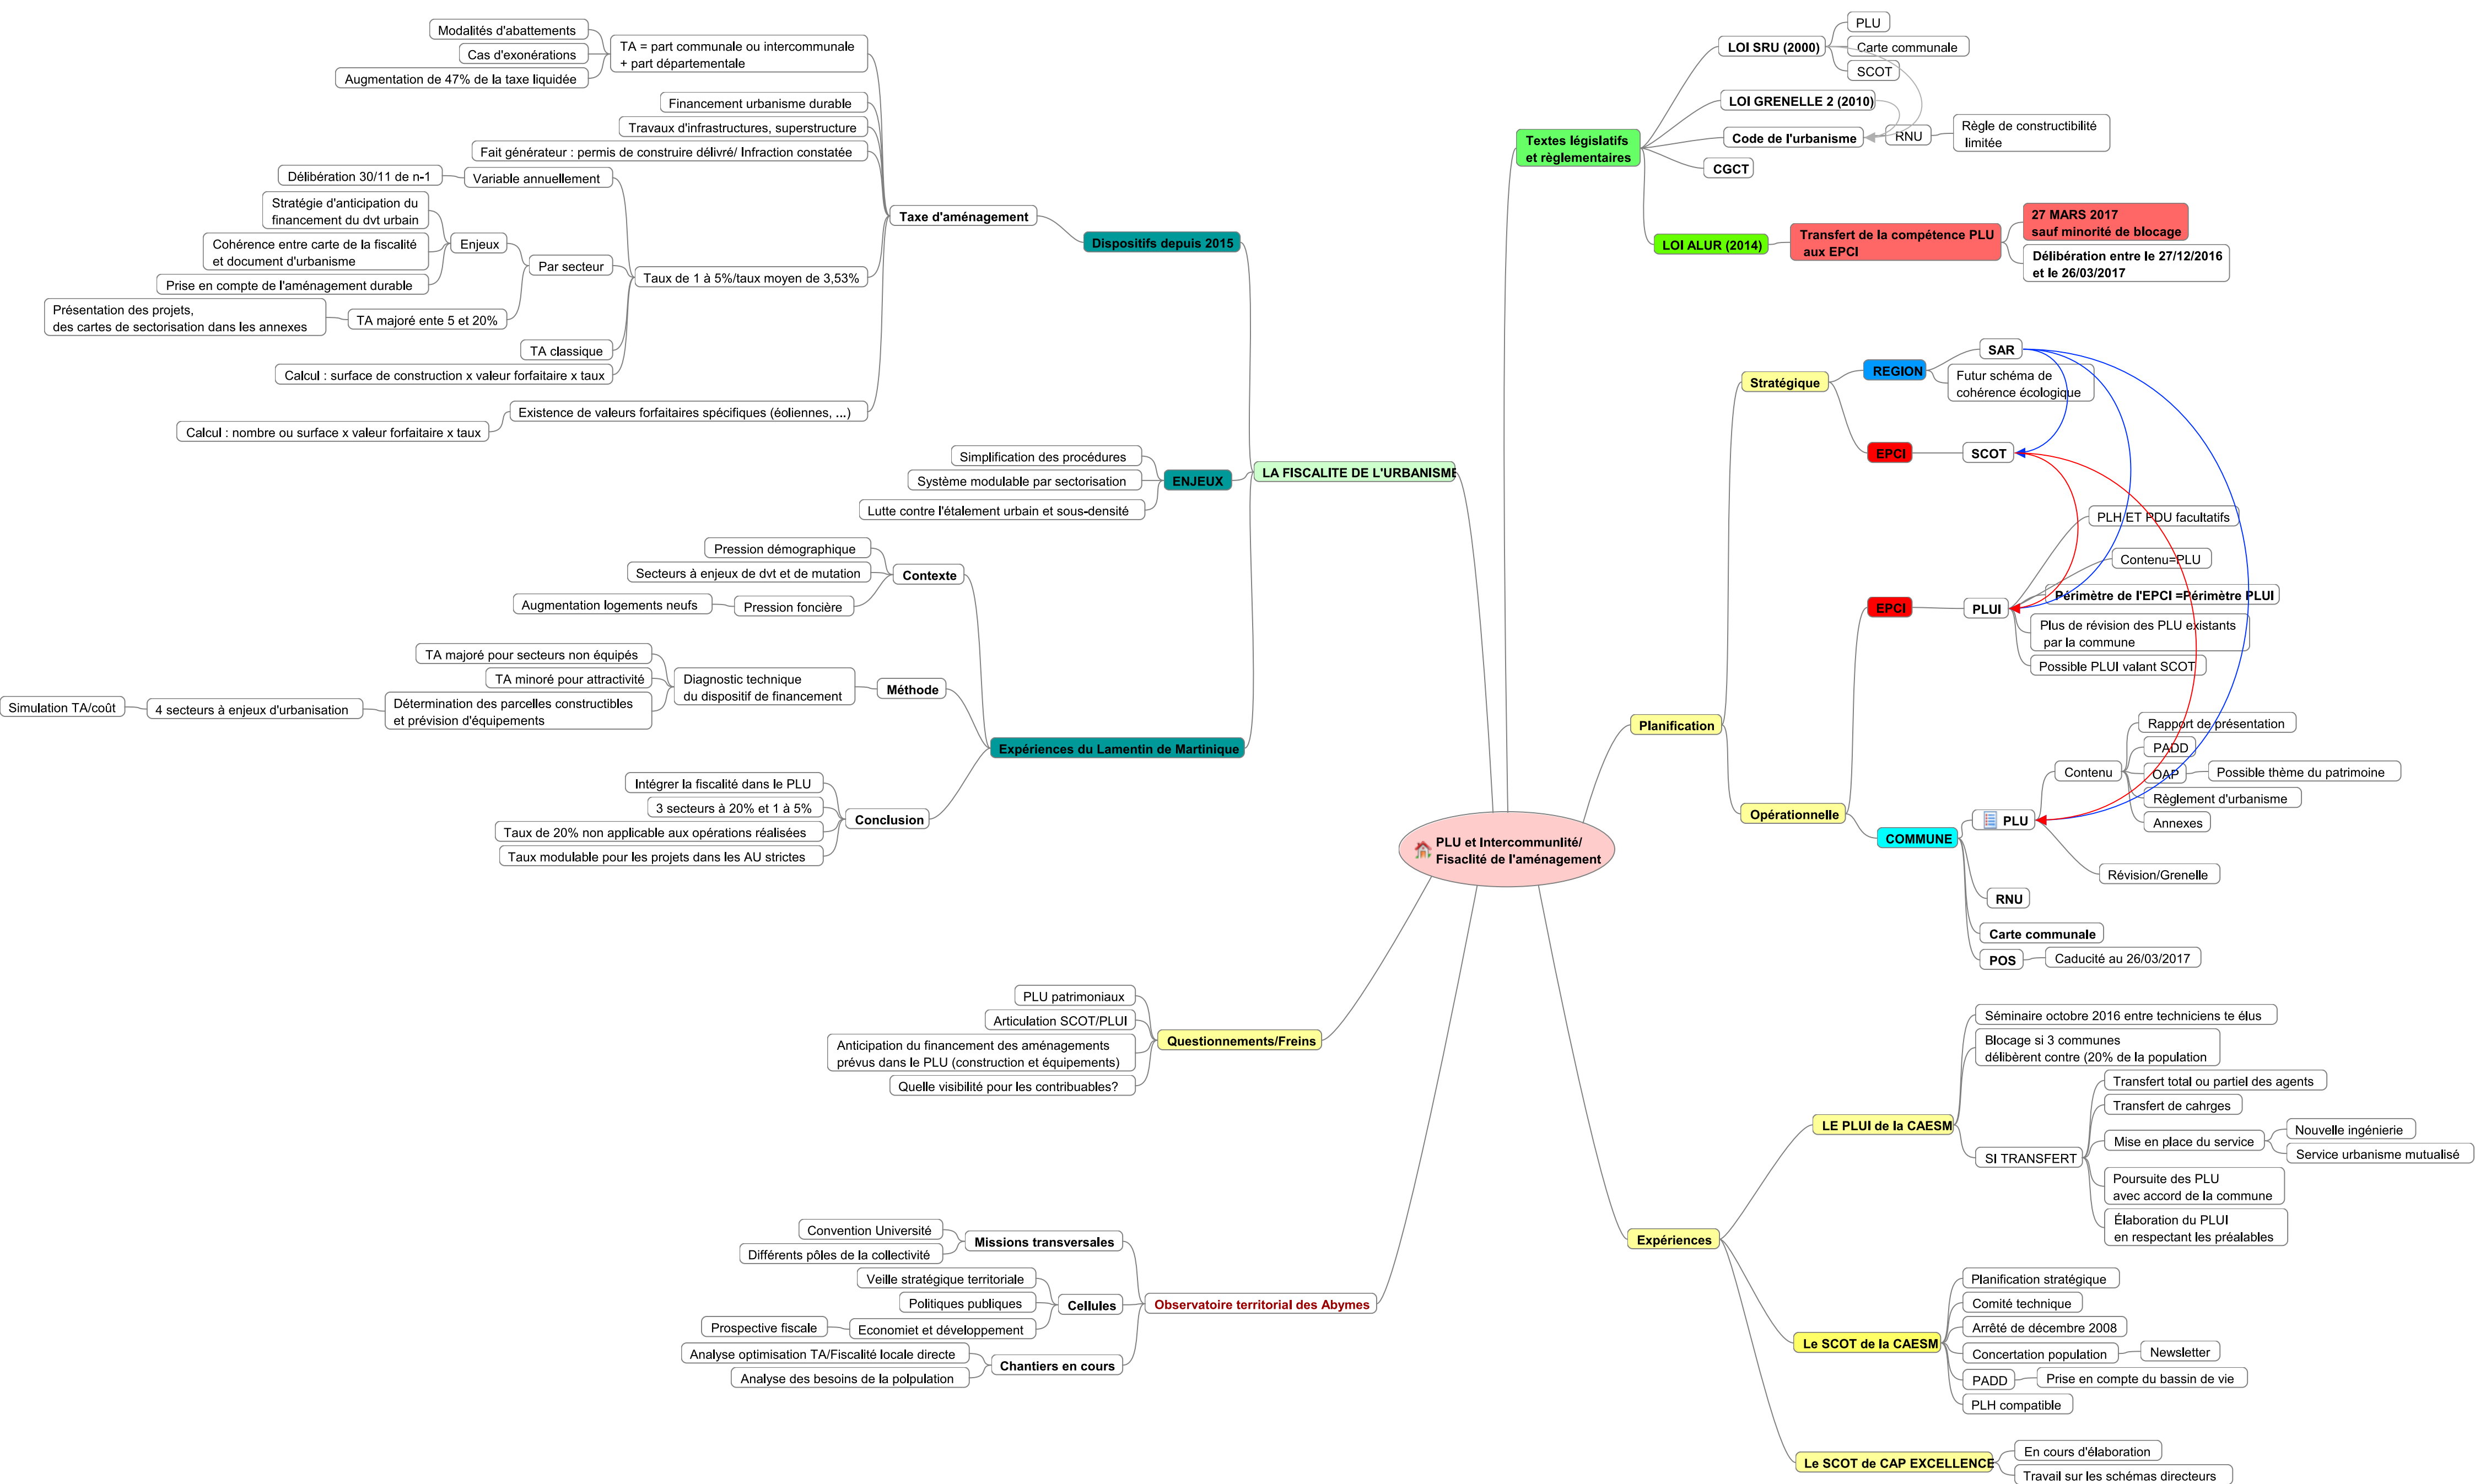 PLU et Intercommunlité/
Fisaclité de l'aménagement
Textes législatifs
et règlementaires
LOI SRU (2000)
PLU
Carte communale
SCOT
LOI GRENELLE 2 (2010)
Code de l'urbanisme
RNU
Règle de constructibilité
limitée
CGCT
LOI ALUR (2014)
Transfert de la compétence PLU
aux EPCI
27 MARS 2017
sauf minorité de blocage
Délibération entre le 27/12/2016
et le 26/03/2017
Planification
Stratégique
REGION
SAR
Futur schéma de
cohérence écologique
EPCI
SCOT
Opérationnelle
EPCI
PLUI
PLH ET PDU facultatifs
Contenu=PLU
Périmètre de l'EPCI =Périmètre PLUI
Plus de révision des PLU existants
par la commune
Possible PLUI valant SCOT
COMMUNE
PLU
Contenu
Rapport de présentation
PADD
OAP
Possible thème du patrimoine
Règlement d'urbanisme
Annexes
Révision/Grenelle
RNU
Carte communale
POS
Caducité au 26/03/2017
Expériences
LE PLUI de la CAESM
Séminaire octobre 2016 entre techniciens te élus
Blocage si 3 communes
délibèrent contre (20% de la population
SI TRANSFERT
Transfert total ou partiel des agents
Transfert de cahrges
Mise en place du service
Nouvelle ingénierie
Service urbanisme mutualisé
Poursuite des PLU
avec accord de la commune
Élaboration du PLUI
en respectant les préalables
Le SCOT de la CAESM
Planification stratégique
Comité technique
Arrêté de décembre 2008
Concertation population
Newsletter
PADD
Prise en compte du bassin de vie
PLH compatible
Le SCOT de CAP EXCELLENCE
En cours d'élaboration
Travail sur les schémas directeurs
LA FISCALITE DE L'URBANISME
Dispositifs depuis 2015
Taxe d'aménagement
TA = part communale ou intercommunale
+ part départementale
Modalités d'abattements
Cas d'exonérations
Augmentation de 47% de la taxe liquidée
Financement urbanisme durable
Travaux d'infrastructures, superstructure
Fait générateur : permis de construire délivré/ Infraction constatée
Taux de 1 à 5%/taux moyen de 3,53%
Variable annuellement
Délibération 30/11 de n-1
Par secteur
Enjeux
Stratégie d'anticipation du
financement du dvt urbain
Cohérence entre carte de la fiscalité
et document d'urbanisme
Prise en compte de l'aménagement durable
TA majoré ente 5 et 20%
Présentation des projets,
des cartes de sectorisation dans les annexes
TA classique
Calcul : surface de construction x valeur forfaitaire x taux
Existence de valeurs forfaitaires spécifiques (éoliennes, ...)
Calcul : nombre ou surface x valeur forfaitaire x taux
ENJEUX
Simplification des procédures
Système modulable par sectorisation
Lutte contre l'étalement urbain et sous-densité
Expériences du Lamentin de Martinique
Contexte
Pression démographique
Secteurs à enjeux de dvt et de mutation
Pression foncière
Augmentation logements neufs
Méthode
Diagnostic technique
du dispositif de financement
TA majoré pour secteurs non équipés
TA minoré pour attractivité
Détermination des parcelles constructibles
et prévision d'équipements
4 secteurs à enjeu d'urbanisation
Simulation TA/coût
Conclusion
Intégrer la fiscalité dans le PLU
3 secteurs à 20% et 1 à 5%
Taux de 20% non applicable aux opérations réalisées
Taux modulable pour les projets dans les AU strictes
Questionnements/Freins
PLU patrimoniaux
Articulation SCOT/PLUI
Anticipation du financement des aménagements
prévus dans le PLU (construction et équipements)
Quelle visibilité pour les contribuables?
Observatoire territorial des Abymes
Missions transversales
Convention Université
Différents pôles de la collectivité
Cellules
Veille stratégique territoriale
Politiques publiques
Economiet et développement
Prospective fiscale
Chantiers en cours
Analyse optimisation TA/Fiscalité locale directe
Analyse des besoins de la polpulation